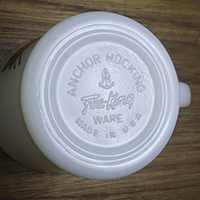 ANCHOR HOCKING
Fire-King
WARE
MADE IN U.S.A.